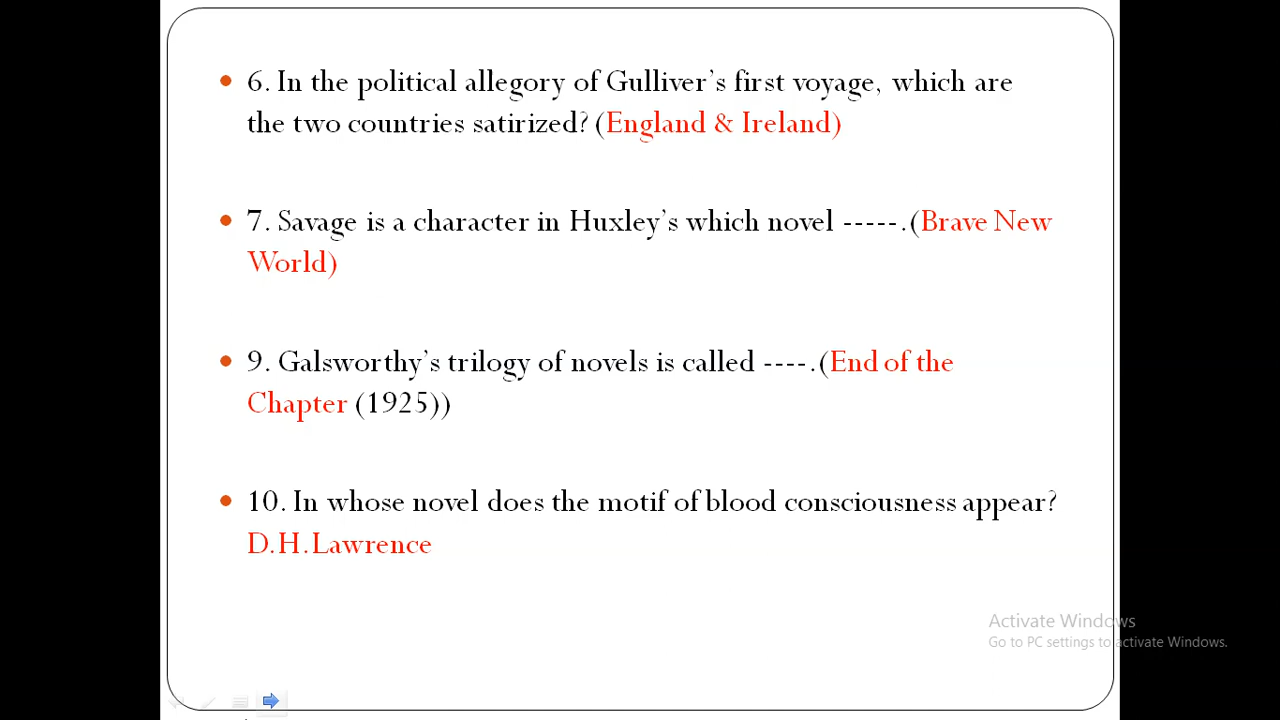 6. In the political allegory of Gulliver's first voyage, which are
the two countries satirized? (England & Ireland)
7. Savage is a character in Huxley's which novel -----.(Brave New
World)
9. Galsworthy's trilogy of novels is called ----.(End of the
Chapter (1925))
10. In whose novel does the motif of blood consciousness appear?
D.H.Lawrence
Activate Windows
Go to PC settings to activate Windows.